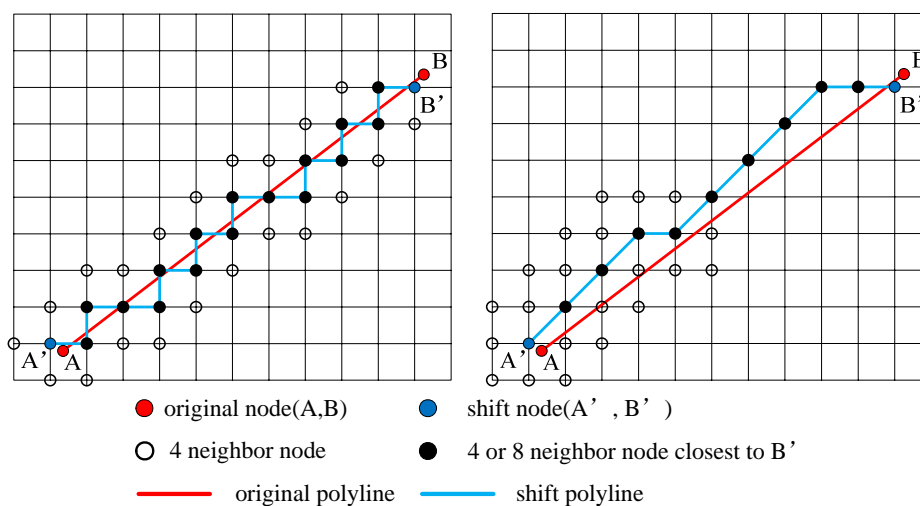 B
B'
A'
A
B
B'
A'
A
original node(A,B)
shift node(A' , B' )
4 neighbor node
4 or 8 neighbor node closest to B'
original polyline
shift polyline